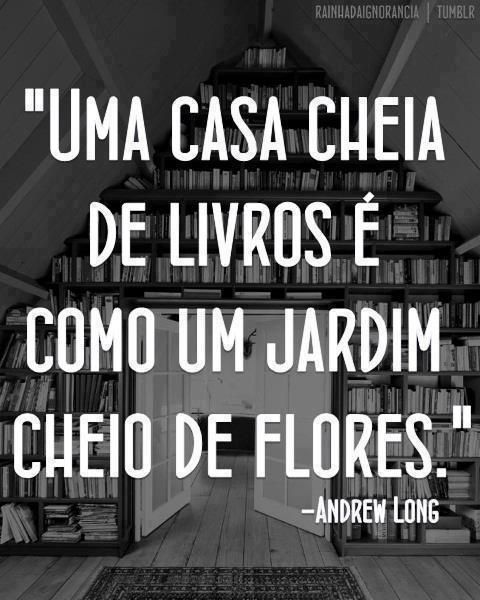 RAINHADAIGNORANCIA | TUMBLR
"UMA CASA CHEIA
DE LIVROS É
COMO UM JARDIM
CHEIO DE FLORES."
-ANDREW LONG